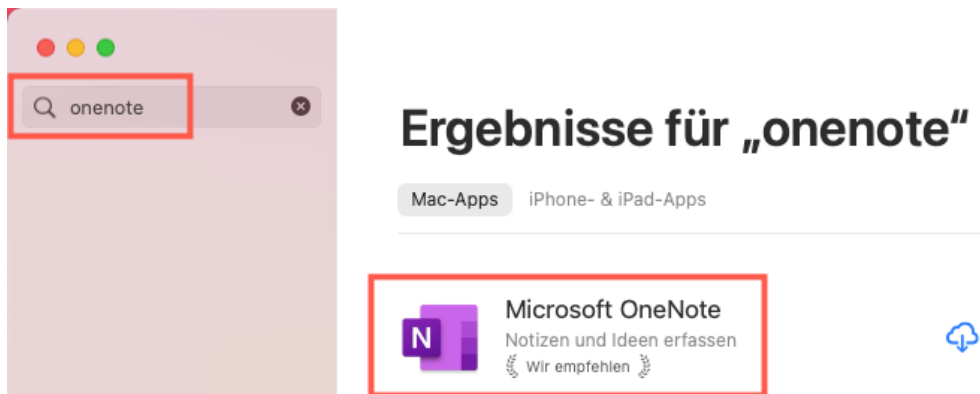 onenote
Ergebnisse für „onenote“
Mac-Apps iPhone- & iPad-Apps
N
Microsoft OneNote
Notizen und Ideen erfassen
Wir empfehlen